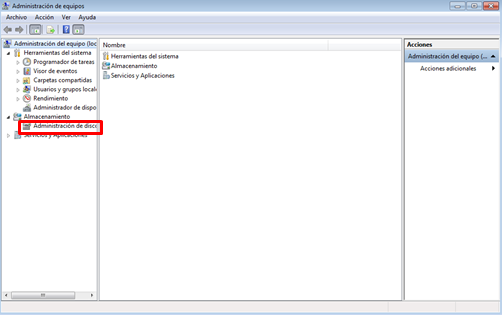 Administración de equipos
Archivo Acción Ver Ayuda
Administración del equipo (loc
Herramientas del sistema
Programador de tareas
Visor de eventos
Carpetas compartidas
Usuarios y grupos locale
Rendimiento
Administrador de dispo
Almacenamiento
Administración de disco
Servicios y Aplicaciones
Nombre
Herramientas del sistema
Almacenamiento
Servicios y Aplicaciones
Acciones
Administración del equipo (...
Acciones adicionales